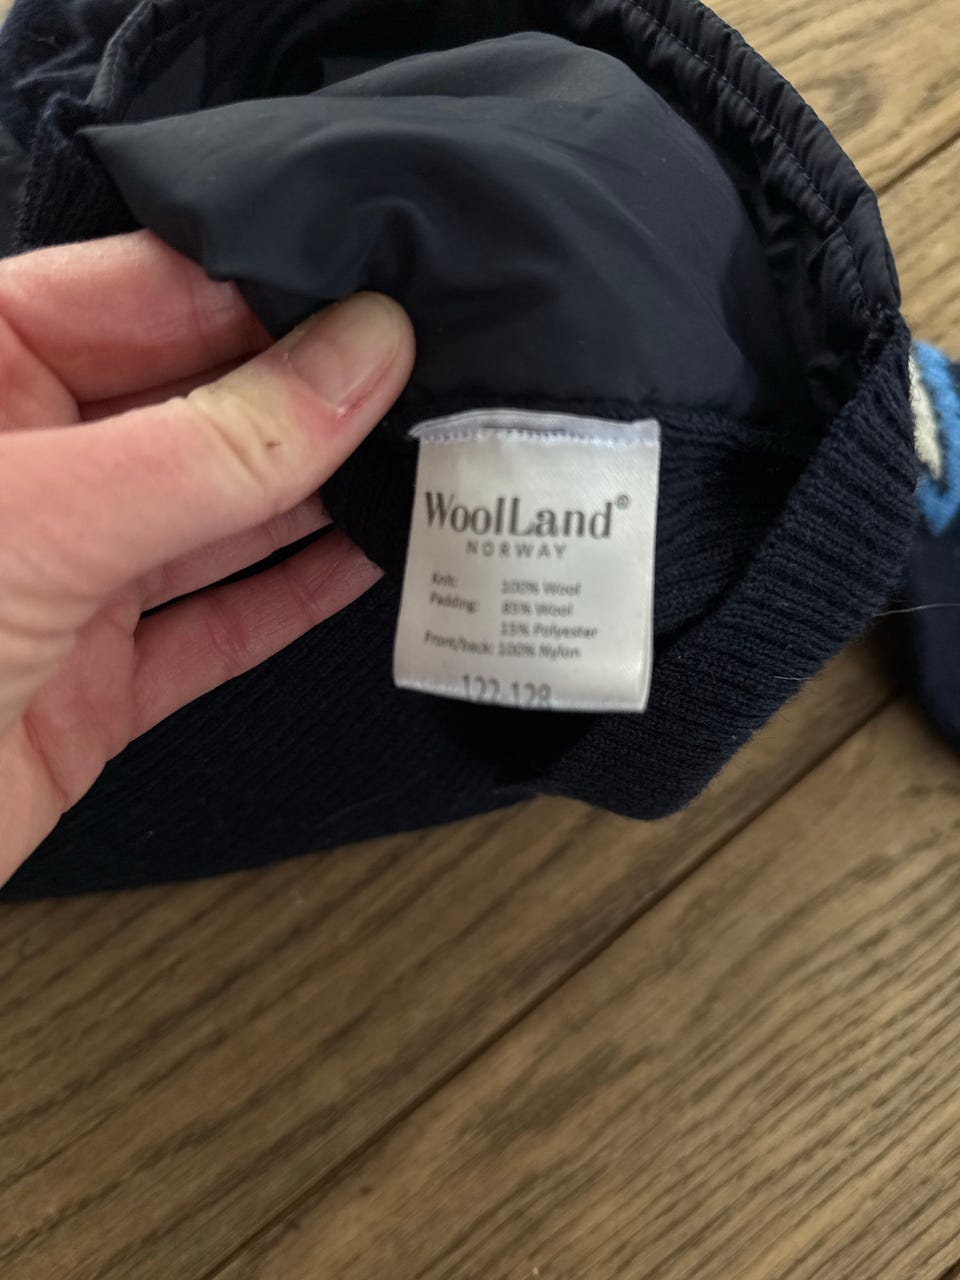 WoolLand®
NORWAY
Knit: 100% Wool
Padding: 85% Wool
15% Polyester
Front/back: 100% Nylon
122-128